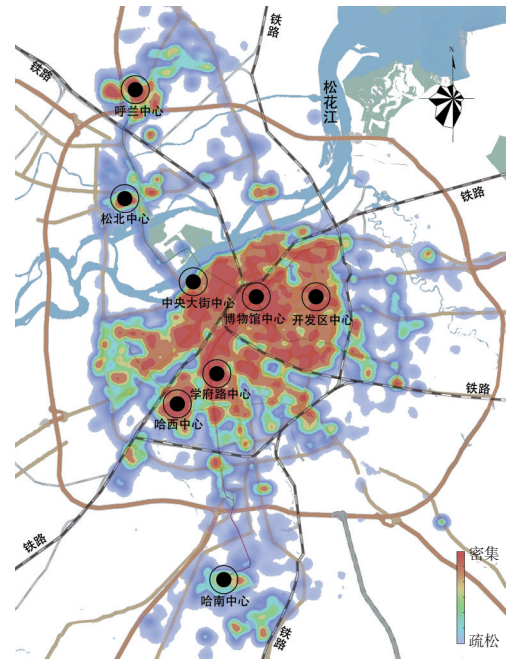 铁路
铁路
松花江
N
呼兰中心
铁路
松北中心
中央大街中心
博物馆中心
开发区中心
学府路中心
铁路
哈西中心
铁路
密集
哈南中心
疏松
铁路